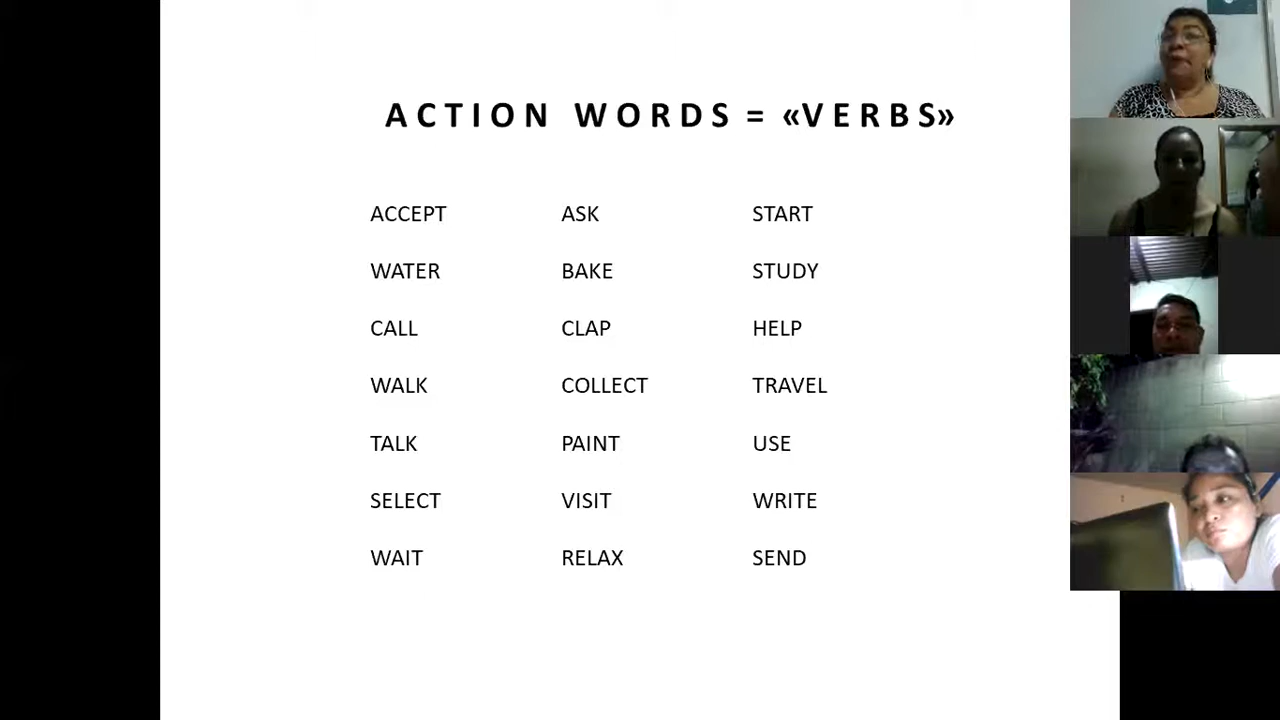 ACTION WORDS = «VERBS»
ACCEPT ASK START
WATER BAKE STUDY
CALL CLAP HELP
WALK COLLECT TRAVEL
TALK PAINT USE
SELECT VISIT WRITE
WAIT RELAX SEND